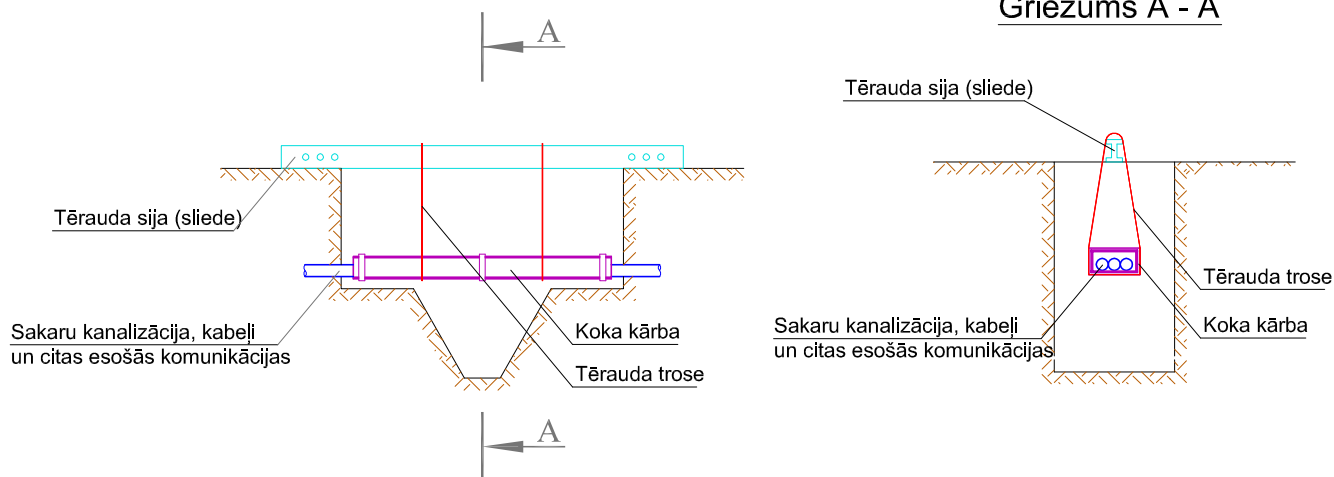 Griezums A - A
A
Tērauda sija (sliede)
Tērauda sija (sliede)
Sakaru kanalizācija, kabeļi
un citas esošās komunikācijas
Koka kārba
Tērauda trose
A
Tērauda trose
Koka kārba
Sakaru kanalizācija, kabeļi
un citas esošās komunikācijas